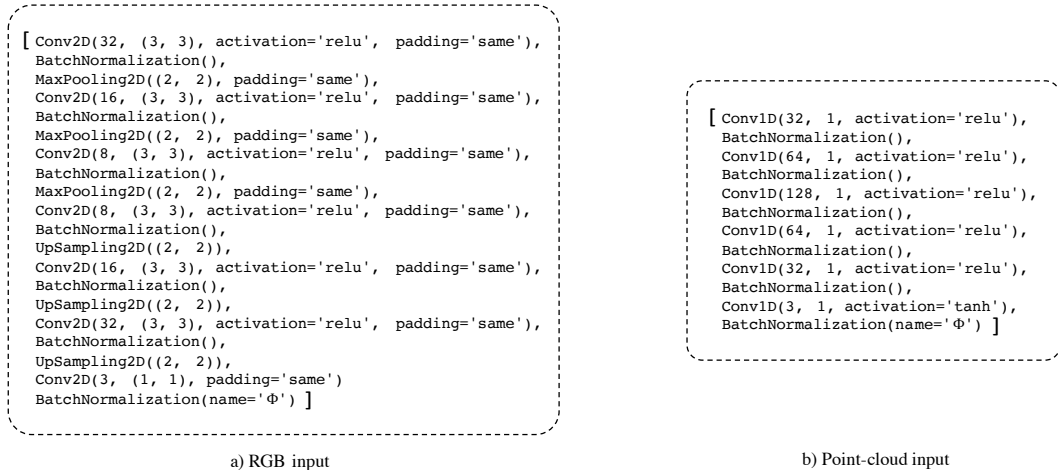 [ Conv2D(32, (3, 3), activation='relu', padding='same'),
BatchNormalization(),
MaxPooling2D((2, 2), padding='same'),
Conv2D(16, (3, 3), activation='relu', padding='same'),
BatchNormalization(),
MaxPooling2D((2, 2), padding='same'),
Conv2D(8, (3, 3), activation='relu', padding='same'),
BatchNormalization(),
MaxPooling2D((2, 2), padding='same'),
Conv2D(8, (3, 3), activation='relu', padding='same'),
BatchNormalization(),
UpSampling2D((2, 2)),
Conv2D(16, (3, 3), activation='relu', padding='same'),
BatchNormalization(),
UpSampling2D((2, 2)),
Conv2D(32, (3, 3), activation='relu', padding='same'),
BatchNormalization(),
UpSampling2D((2, 2)),
Conv2D(3, (1, 1), padding='same')
BatchNormalization(name='Φ') ]
a) RGB input
[ Conv1D(32, 1, activation='relu'),
BatchNormalization(),
Conv1D(64, 1, activation='relu'),
BatchNormalization(),
Conv1D(128, 1, activation='relu'),
BatchNormalization(),
Conv1D(64, 1, activation='relu'),
BatchNormalization(),
Conv1D(32, 1, activation='relu'),
BatchNormalization(),
Conv1D(3, 1, activation='tanh'),
BatchNormalization(name='Φ') ]
b) Point-cloud input